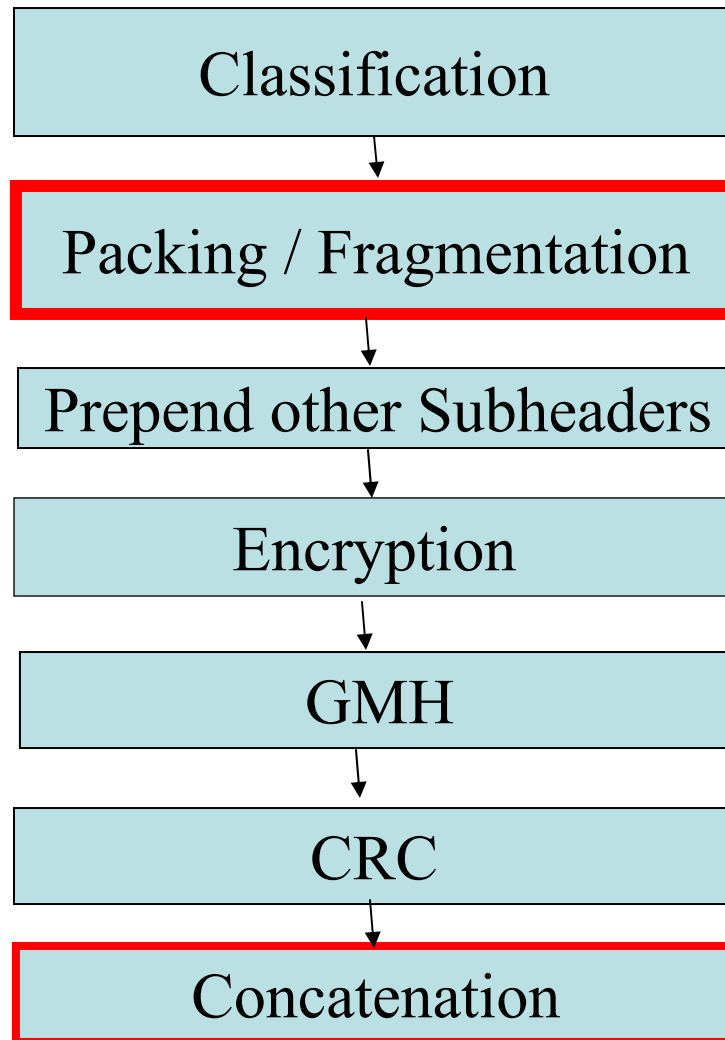 Classification
Packing / Fragmentation
Prepend other Subheaders
Encryption
GMH
CRC
Concatenation